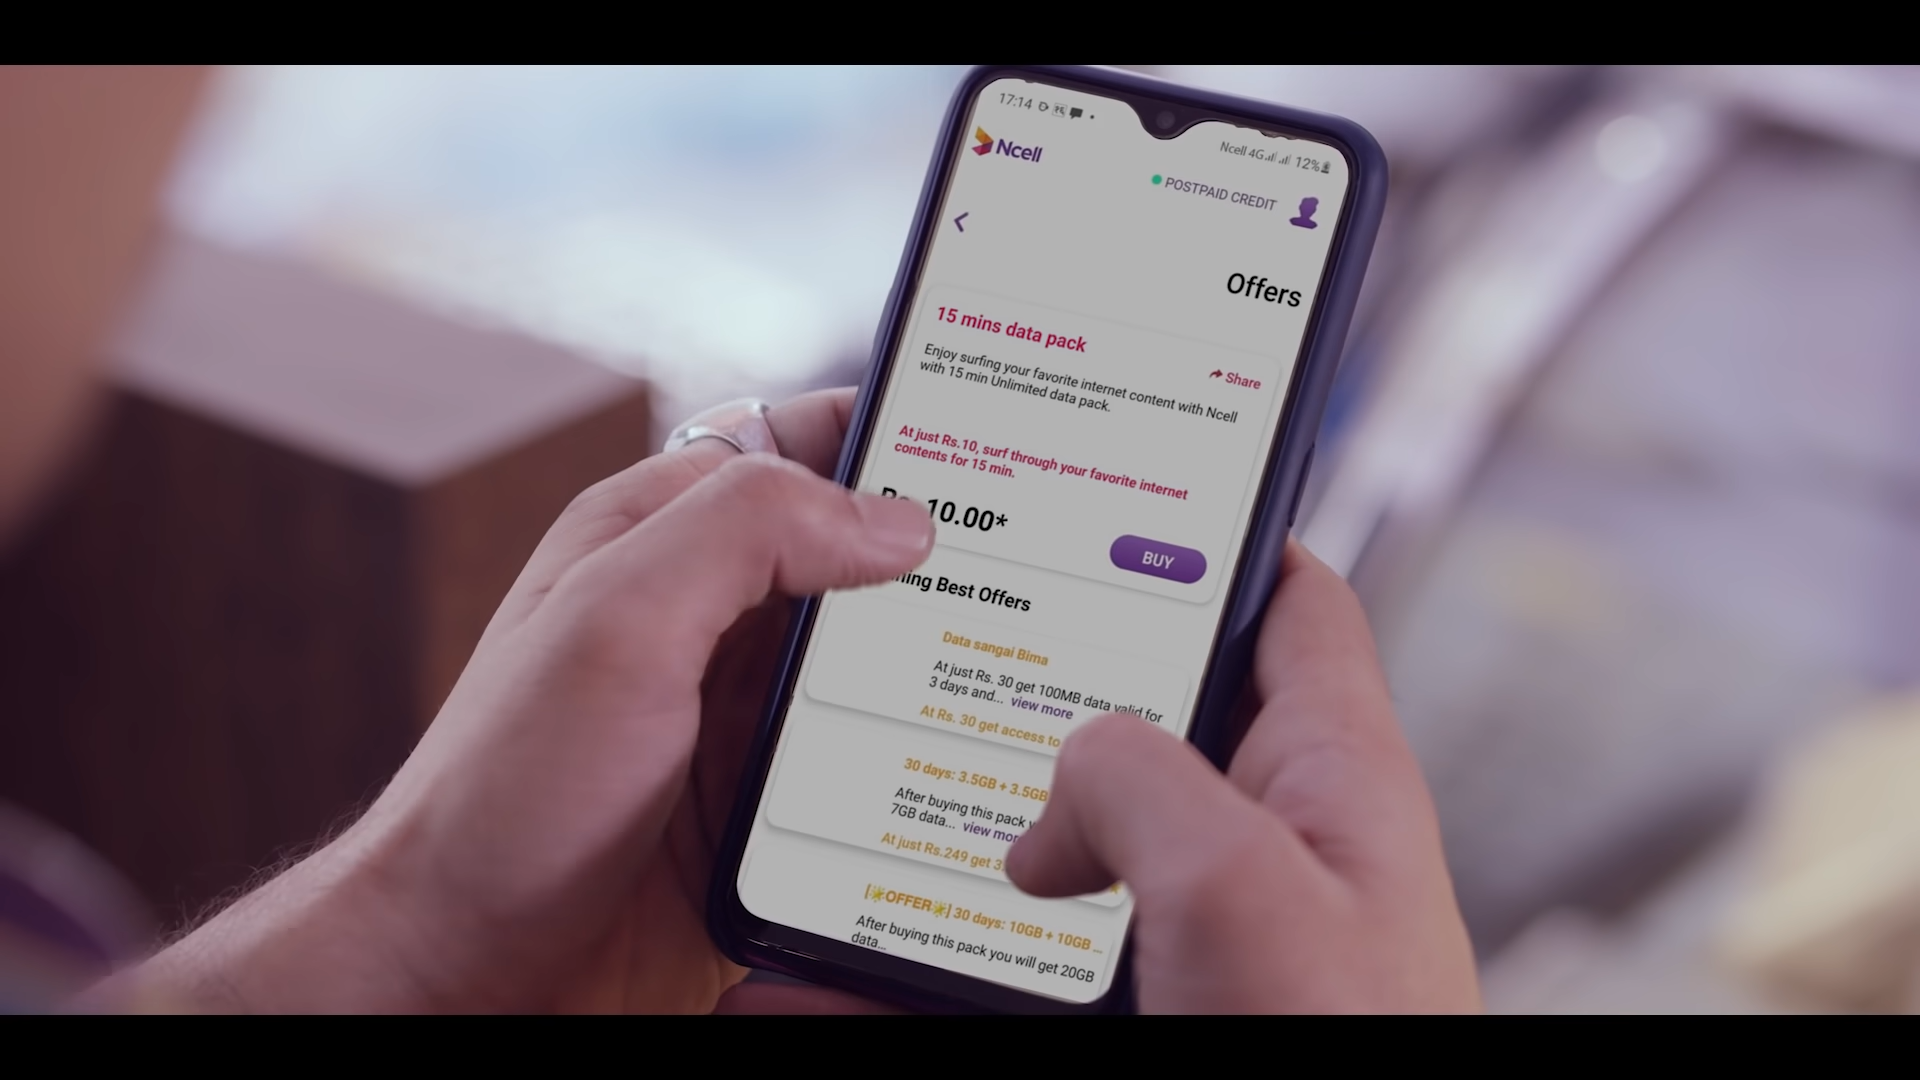 17:14
Ncell 4G 12%
Ncell
POSTPAID CREDIT
Offers
15 mins data pack
Share
Enjoy surfing your favorite internet content with Ncell
with 15 min Unlimited data pack.
At just Rs.10, surf through your favorite internet
contents for 15 min.
10.00*
BUY
Best Offers
Data sangai Bima
At just Rs. 30 get 100MB data valid for
3 days and... view more
At Rs. 30 get access to
30 days: 3.5GB + 3.5GB
After buying this pack
7GB data... view more
At just Rs.249 get
[🌟OFFER🌟] 30 days: 10GB + 10GB ...
After buying this pack you will get 20GB
data...